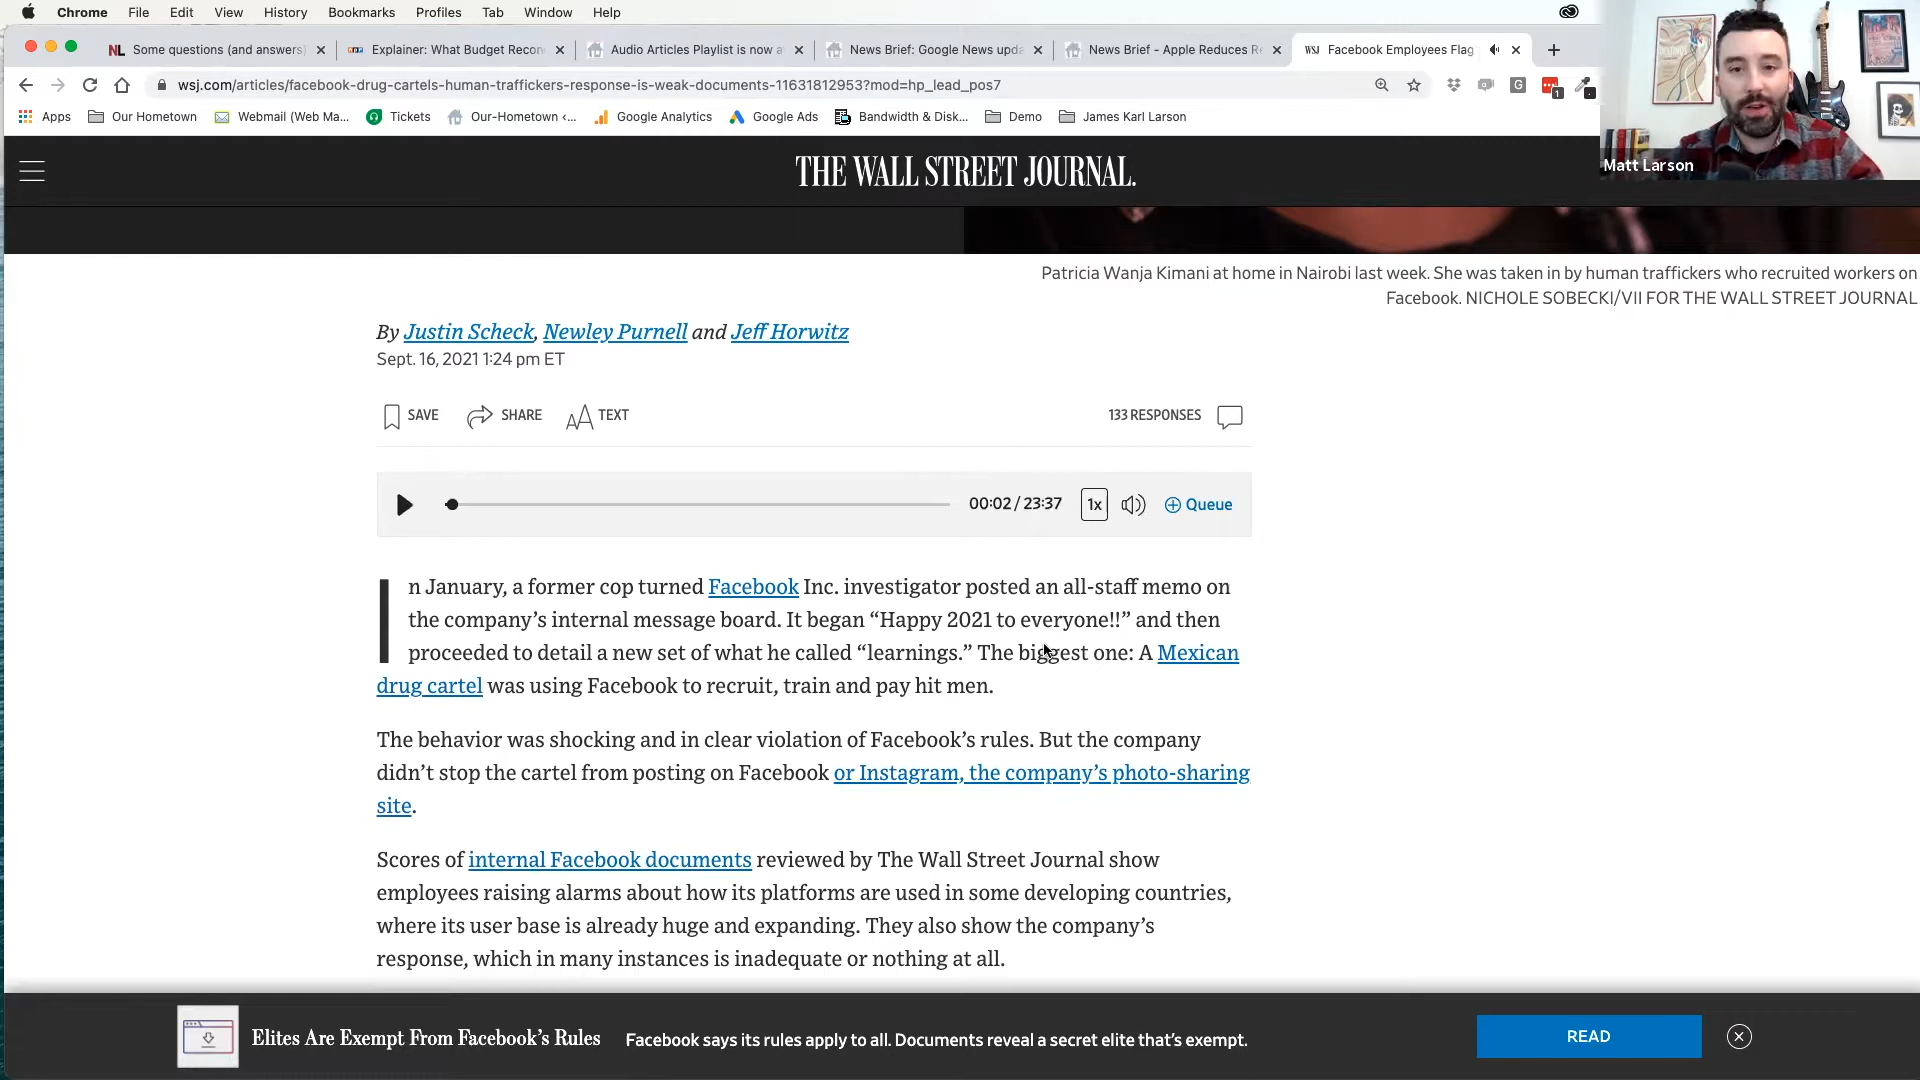 Chrome File Edit View History Bookmarks Profiles Tab Window Help
NL Some questions (and answers)
Explainer: What Budget Recon
Audio Articles Playlist is now a
News Brief: Google News upda
News Brief - Apple Reduces R
WSJ Facebook Employees Flag
wsj.com/articles/facebook-drug-cartels-human-traffickers-response-is-weak-documents-11631812953?mod=hp_lead_pos7
G
1
Apps Our Hometown Webmail (Web Ma... Tickets Our-Hometown <... Google Analytics Google Ads Bandwidth & Disk... Demo James Karl Larson
Matt Larson
THE WALL STREET JOURNAL.
Patricia Wanja Kimani at home in Nairobi last week. She was taken in by human traffickers who recruited workers on
Facebook. NICHOLE SOBECKI/VII FOR THE WALL STREET JOURNAL
By Justin Scheck, Newley Purnell and Jeff Horwitz
Sept. 16, 2021 1:24 pm ET
SAVE SHARE AA TEXT 133 RESPONSES
00:02 / 23:37 1x Queue
In January, a former cop turned Facebook Inc. investigator posted an all-staff memo on
the company’s internal message board. It began “Happy 2021 to everyone!!” and then
proceeded to detail a new set of what he called “learnings.” The biggest one: A Mexican
drug cartel was using Facebook to recruit, train and pay hit men.
The behavior was shocking and in clear violation of Facebook’s rules. But the company
didn’t stop the cartel from posting on Facebook or Instagram, the company’s photo-sharing
site.
Scores of internal Facebook documents reviewed by The Wall Street Journal show
employees raising alarms about how its platforms are used in some developing countries,
where its user base is already huge and expanding. They also show the company’s
response, which in many instances is inadequate or nothing at all.
Elites Are Exempt From Facebook’s Rules
Facebook says its rules apply to all. Documents reveal a secret elite that’s exempt.
READ